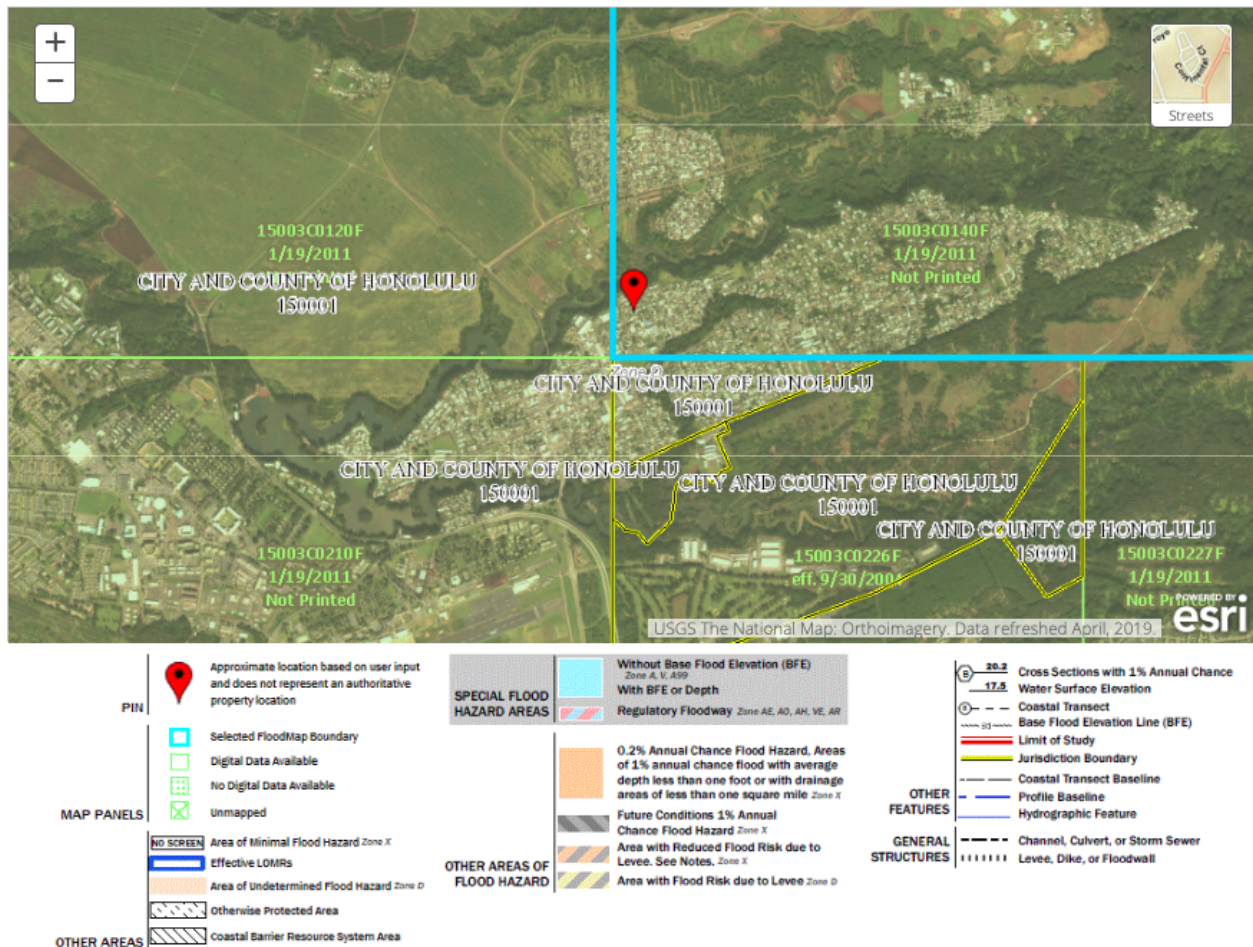 +
−
Streets
15003C0120F
1/19/2011
CITY AND COUNTY OF HONOLULU
150001
15003C0140F
1/19/2011
Not Printed
CITY AND COUNTY OF HONOLULU
150001
CITY AND COUNTY OF HONOLULU
150001
CITY AND COUNTY OF HONOLULU
150001
CITY AND COUNTY OF HONOLULU
150001
15003C0210F
1/19/2011
Not Printed
15003C0226F
eff. 9/30/2004
15003C0227F
1/19/2011
Not Printed
POWERED BY
esri
USGS The National Map: Orthoimagery. Data refreshed April, 2019.
PIN
Approximate location based on user input
and does not represent an authoritative
property location
MAP PANELS
Selected FloodMap Boundary
Digital Data Available
No Digital Data Available
Unmapped
OTHER AREAS
NO SCREEN Area of Minimal Flood Hazard Zone X
Effective LOMRs
Area of Undetermined Flood Hazard Zone D
Otherwise Protected Area
Coastal Barrier Resource System Area
SPECIAL FLOOD
HAZARD AREAS
Without Base Flood Elevation (BFE)
Zone A, V, A99
With BFE or Depth
Regulatory Floodway Zone AE, AO, AH, VE, AR
OTHER AREAS OF
FLOOD HAZARD
0.2% Annual Chance Flood Hazard, Areas
of 1% annual chance flood with average
depth less than one foot or with drainage
areas of less than one square mile Zone X
Future Conditions 1% Annual
Chance Flood Hazard Zone X
Area with Reduced Flood Risk due to
Levee. See Notes. Zone X
Area with Flood Risk due to Levee Zone D
OTHER
FEATURES
B 20.2 Cross Sections with 1% Annual Chance
17.5 Water Surface Elevation
Coastal Transect
Base Flood Elevation Line (BFE)
Limit of Study
Jurisdiction Boundary
Coastal Transect Baseline
Profile Baseline
Hydrographic Feature
GENERAL
STRUCTURES
Channel, Culvert, or Storm Sewer
Levee, Dike, or Floodwall